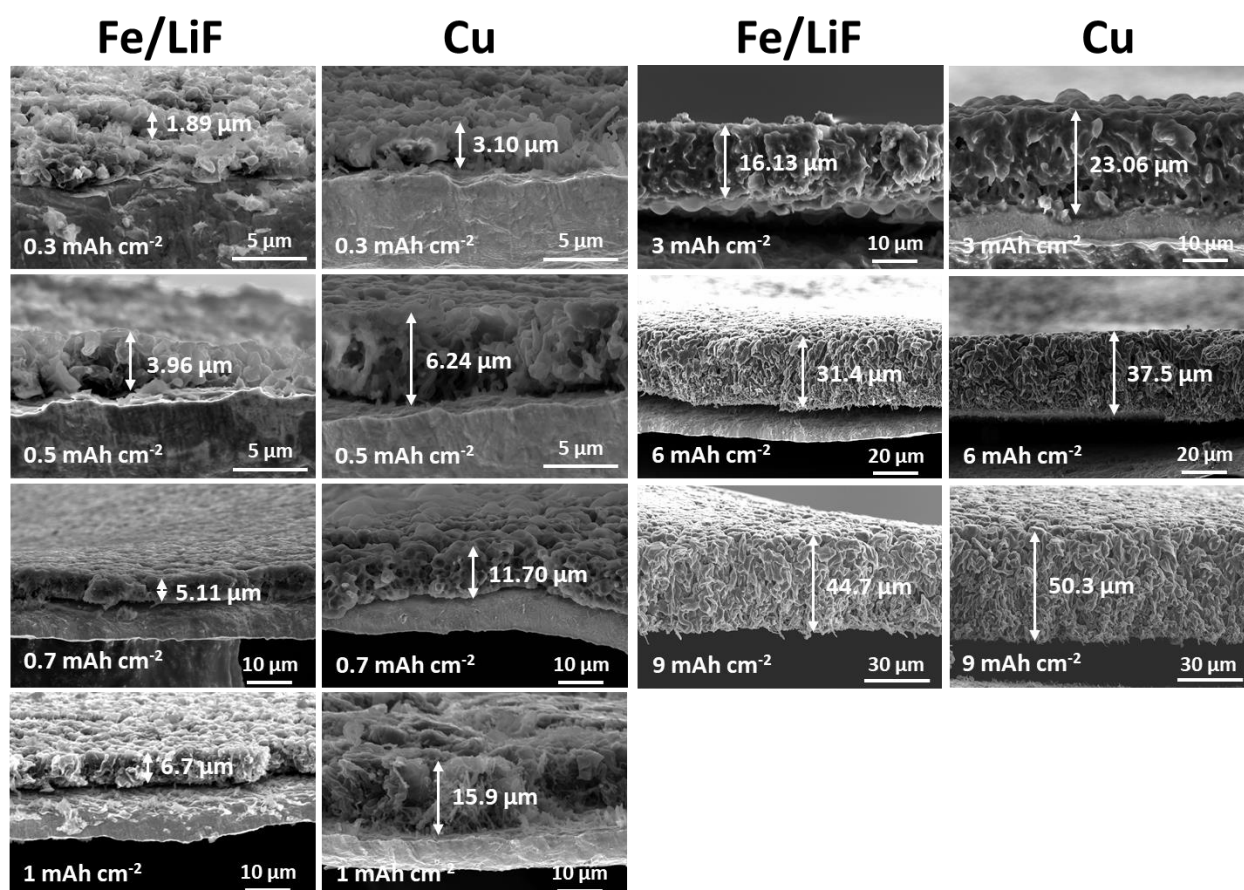 Fe/LiF
Cu
Fe/LiF
Cu
1.89 µm
0.3 mAh cm⁻²
5 µm
3.10 µm
0.3 mAh cm⁻²
5 µm
16.13 µm
3 mAh cm⁻²
10 µm
23.06 µm
3 mAh cm⁻²
10 µm
3.96 µm
0.5 mAh cm⁻²
5 µm
6.24 µm
0.5 mAh cm⁻²
5 µm
31.4 µm
6 mAh cm⁻²
20 µm
37.5 µm
6 mAh cm⁻²
20 µm
5.11 µm
0.7 mAh cm⁻²
10 µm
11.70 µm
0.7 mAh cm⁻²
10 µm
44.7 µm
9 mAh cm⁻²
30 µm
50.3 µm
9 mAh cm⁻²
30 µm
6.7 µm
1 mAh cm⁻²
10 µm
15.9 µm
1 mAh cm⁻²
10 µm